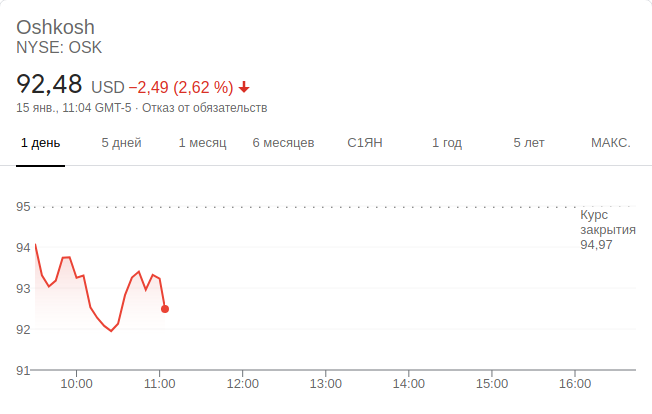 Oshkosh
NYSE: OSK
92,48 USD −2,49 (2,62 %)
15 янв., 11:04 GMT-5 · Отказ от обязательств
1 день 5 дней 1 месяц 6 месяцев С1ЯН 1 год 5 лет МАКС.
95
Курс
закрытия
94,97
94
93
92
91
10:00 11:00 12:00 13:00 14:00 15:00 16:00